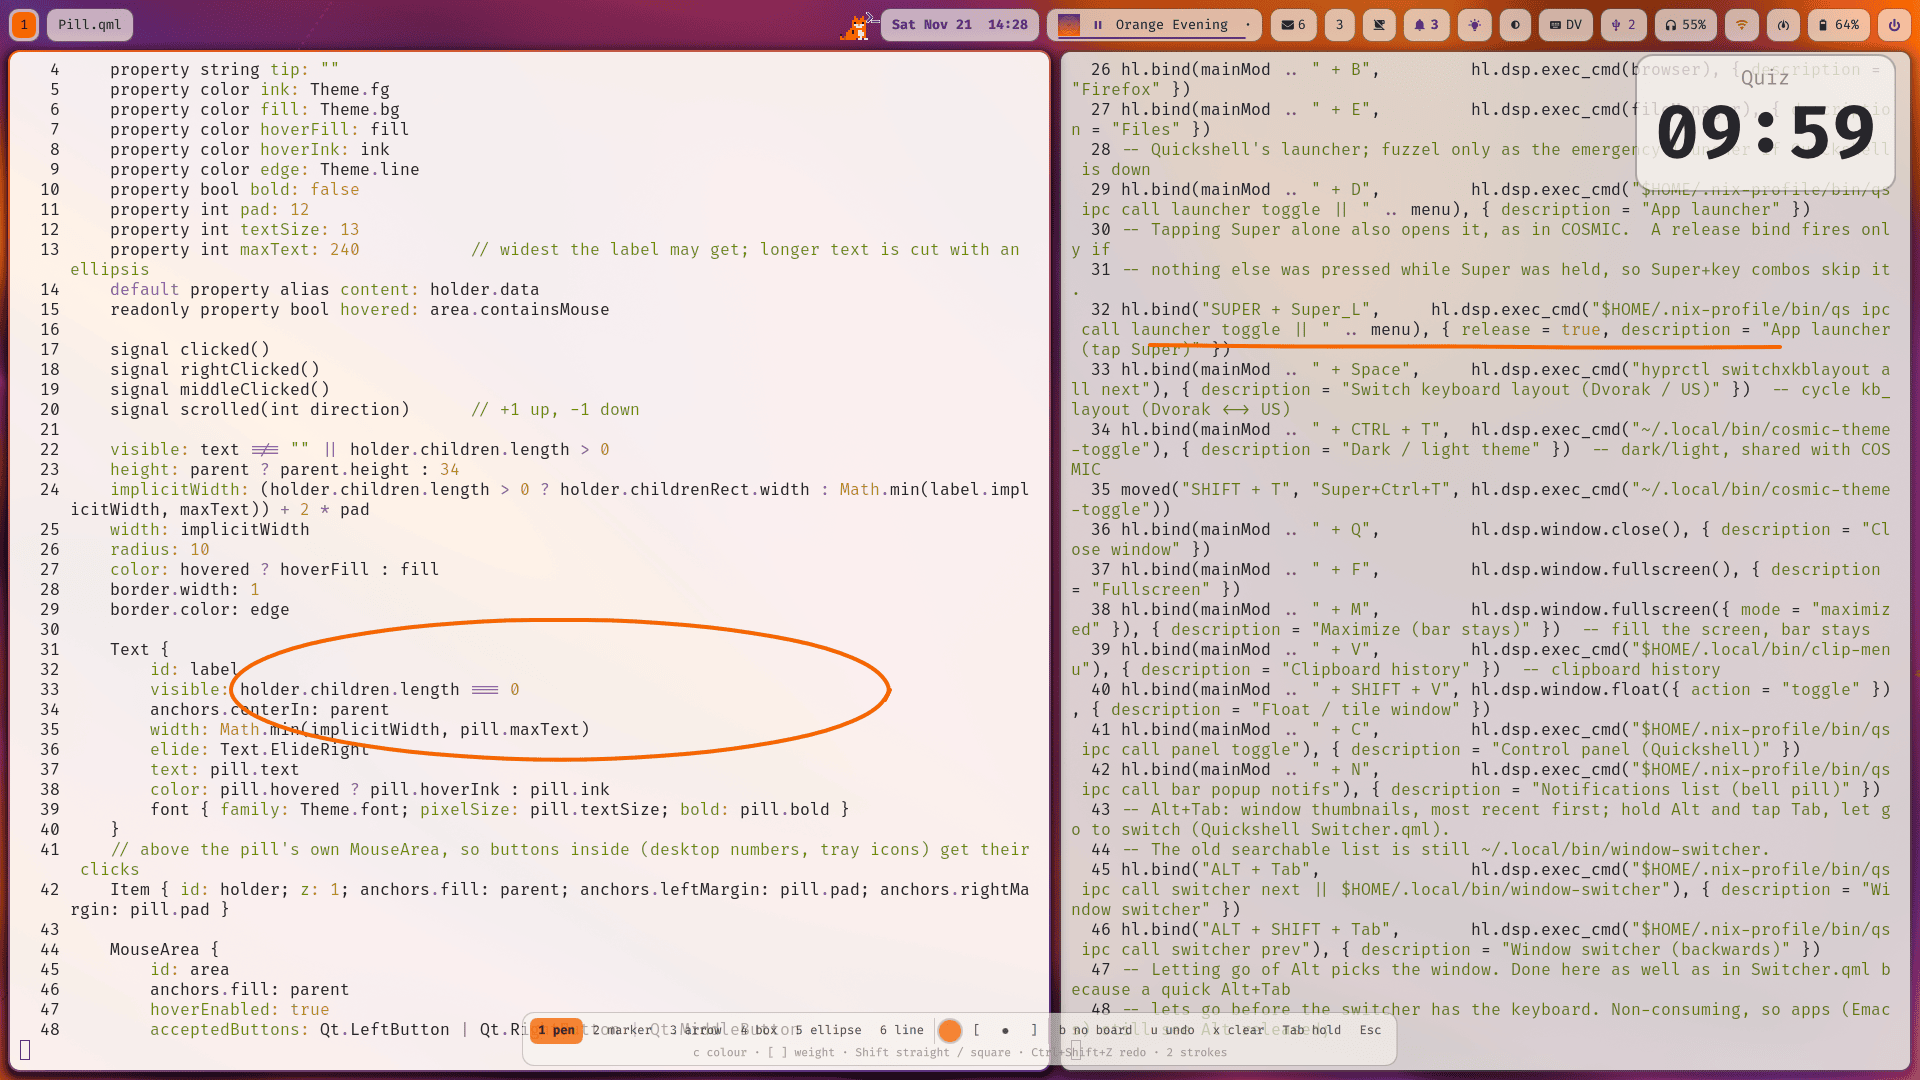 1 Pill.qml Sat Nov 21 14:28 Orange Evening · 6 3 3 DV 2 55% 64%
4 property string tip: ""
5 property color ink: Theme.fg
6 property color fill: Theme.bg
7 property color hoverFill: fill
8 property color hoverInk: ink
9 property color edge: Theme.line
10 property bool bold: false
11 property int pad: 12
12 property int textSize: 13
13 property int maxText: 240 // widest the label may get; longer text is cut with an
ellipsis
14 default property alias content: holder.data
15 readonly property bool hovered: area.containsMouse
16
17 signal clicked()
18 signal rightClicked()
19 signal middleClicked()
20 signal scrolled(int direction) // +1 up, -1 down
21
22 visible: text !== "" || holder.children.length > 0
23 height: parent ? parent.height : 34
24 implicitWidth: (holder.children.length > 0 ? holder.childrenRect.width : Math.min(label.impl
icitWidth, maxText)) + 2 * pad
25 width: implicitWidth
26 radius: 10
27 color: hovered ? hoverFill : fill
28 border.width: 1
29 border.color: edge
30
31 Text {
32 id: label
33 visible: holder.children.length === 0
34 anchors.centerIn: parent
35 width: Math.min(implicitWidth, pill.maxText)
36 elide: Text.ElideRight
37 text: pill.text
38 color: pill.hovered ? pill.hoverInk : pill.ink
39 font { family: Theme.font; pixelSize: pill.textSize; bold: pill.bold }
40 }
41 // above the pill's own MouseArea, so buttons inside (desktop numbers, tray icons) get their
clicks
42 Item { id: holder; z: 1; anchors.fill: parent; anchors.leftMargin: pill.pad; anchors.rightMa
rgin: pill.pad }
43
44 MouseArea {
45 id: area
46 anchors.fill: parent
47 hoverEnabled: true
48 acceptedButtons: Qt.LeftButton | Qt.RightButton | Qt.MiddleButton
26 hl.bind(mainMod .. " + B", hl.dsp.exec_cmd(browser), { description =
"Firefox" })
27 hl.bind(mainMod .. " + E", hl.dsp.exec_cmd(fileManager), { descriptio
n = "Files" })
28 -- Quickshell's launcher; fuzzel only as the emergency launcher if Quickshell
is down
29 hl.bind(mainMod .. " + D", hl.dsp.exec_cmd("$HOME/.nix-profile/bin/qs
ipc call launcher toggle || " .. menu), { description = "App launcher" })
30 -- Tapping Super alone also opens it, as in COSMIC. A release bind fires onl
y if
31 -- nothing else was pressed while Super was held, so Super+key combos skip it
.
32 hl.bind("SUPER + Super_L", hl.dsp.exec_cmd("$HOME/.nix-profile/bin/qs ipc
call launcher toggle || " .. menu), { release = true, description = "App launcher
(tap Super)" })
33 hl.bind(mainMod .. " + Space", hl.dsp.exec_cmd("hyprctl switchxkblayout a
ll next"), { description = "Switch keyboard layout (Dvorak / US)" }) -- cycle kb_
layout (Dvorak <-> US)
34 hl.bind(mainMod .. " + CTRL + T", hl.dsp.exec_cmd("~/.local/bin/cosmic-theme
-toggle"), { description = "Dark / light theme" }) -- dark/light, shared with COS
MIC
35 moved("SHIFT + T", "Super+Ctrl+T", hl.dsp.exec_cmd("~/.local/bin/cosmic-theme
-toggle"))
36 hl.bind(mainMod .. " + Q", hl.dsp.window.close(), { description = "Cl
ose window" })
37 hl.bind(mainMod .. " + F", hl.dsp.window.fullscreen(), { description
= "Fullscreen" })
38 hl.bind(mainMod .. " + M", hl.dsp.window.fullscreen({ mode = "maximiz
ed" }), { description = "Maximize (bar stays)" }) -- fill the screen, bar stays
39 hl.bind(mainMod .. " + V", hl.dsp.exec_cmd("$HOME/.local/bin/clip-men
u"), { description = "Clipboard history" }) -- clipboard history
40 hl.bind(mainMod .. " + SHIFT + V", hl.dsp.window.float({ action = "toggle" })
, { description = "Float / tile window" })
41 hl.bind(mainMod .. " + C", hl.dsp.exec_cmd("$HOME/.nix-profile/bin/qs
ipc call panel toggle"), { description = "Control panel (Quickshell)" })
42 hl.bind(mainMod .. " + N", hl.dsp.exec_cmd("$HOME/.nix-profile/bin/qs
ipc call bar popup notifs"), { description = "Notifications list (bell pill)" })
43 -- Alt+Tab: window thumbnails, most recent first; hold Alt and tap Tab, let g
o to switch (Quickshell Switcher.qml).
44 -- The old searchable list is still ~/.local/bin/window-switcher.
45 hl.bind("ALT + Tab", hl.dsp.exec_cmd("$HOME/.nix-profile/bin/qs
ipc call switcher next || $HOME/.local/bin/window-switcher"), { description = "Wi
ndow switcher" })
46 hl.bind("ALT + SHIFT + Tab", hl.dsp.exec_cmd("$HOME/.nix-profile/bin/qs
ipc call switcher prev"), { description = "Window switcher (backwards)" })
47 -- Letting go of Alt picks the window. Done here as well as in Switcher.qml b
ecause a quick Alt+Tab
48 -- lets go before the switcher has the keyboard. Non-consuming, so apps (Emac
Quiz
09:59
1 pen 2 marker 3 arrow 4 box 5 ellipse 6 line [ ● ] b no board u undo x clear Tab hold Esc
c colour · [ ] weight · Shift straight / square · Ctrl+Shift+Z redo · 2 strokes